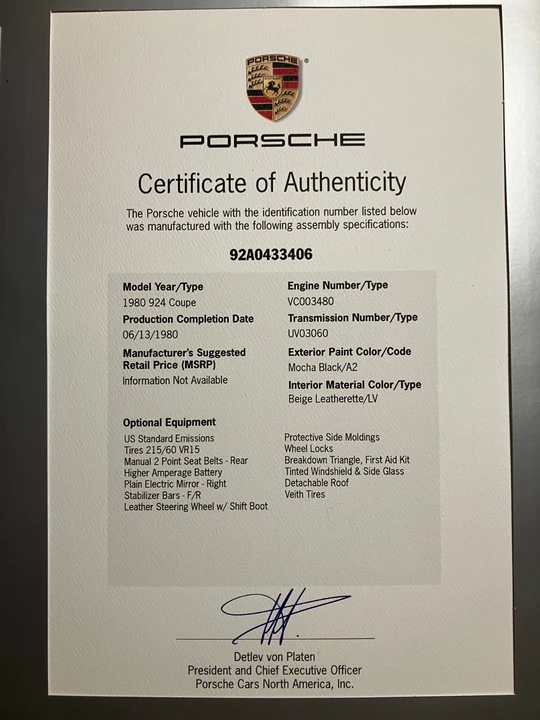 PORSCHE
PORSCHE
Certificate of Authenticity
The Porsche vehicle with the identification number listed below
was manufactured with the following assembly specifications:
92A0433406
Model Year/Type
1980 924 Coupe
Production Completion Date
06/13/1980
Manufacturer's Suggested
Retail Price (MSRP)
Information Not Available
Engine Number/Type
VC003480
Transmission Number/Type
UV03060
Exterior Paint Color/Code
Mocha Black/A2
Interior Material Color/Type
Beige Leatherette/LV
Optional Equipment
US Standard Emissions
Tires 215/60 VR15
Manual 2 Point Seat Belts - Rear
Higher Amperage Battery
Plain Electric Mirror - Right
Stabilizer Bars - F/R
Leather Steering Wheel w/ Shift Boot
Protective Side Moldings
Wheel Locks
Breakdown Triangle, First Aid Kit
Tinted Windshield & Side Glass
Detachable Roof
Veith Tires
Detlev von Platen
President and Chief Executive Officer
Porsche Cars North America, Inc.